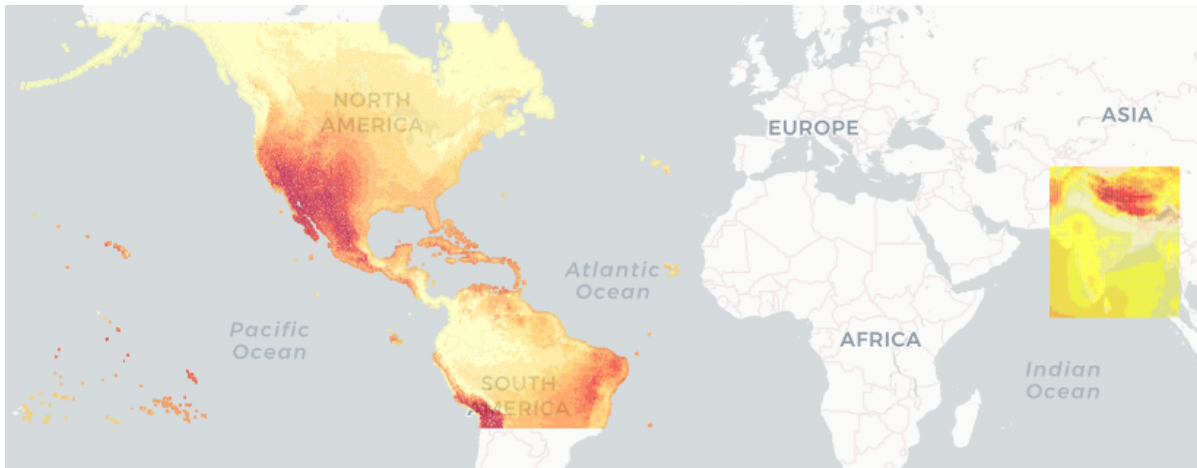 NORTH
AMERICA
EUROPE
ASIA
Atlantic
Ocean
Pacific
Ocean
AFRICA
SOUTH
AMERICA
Indian
Ocean